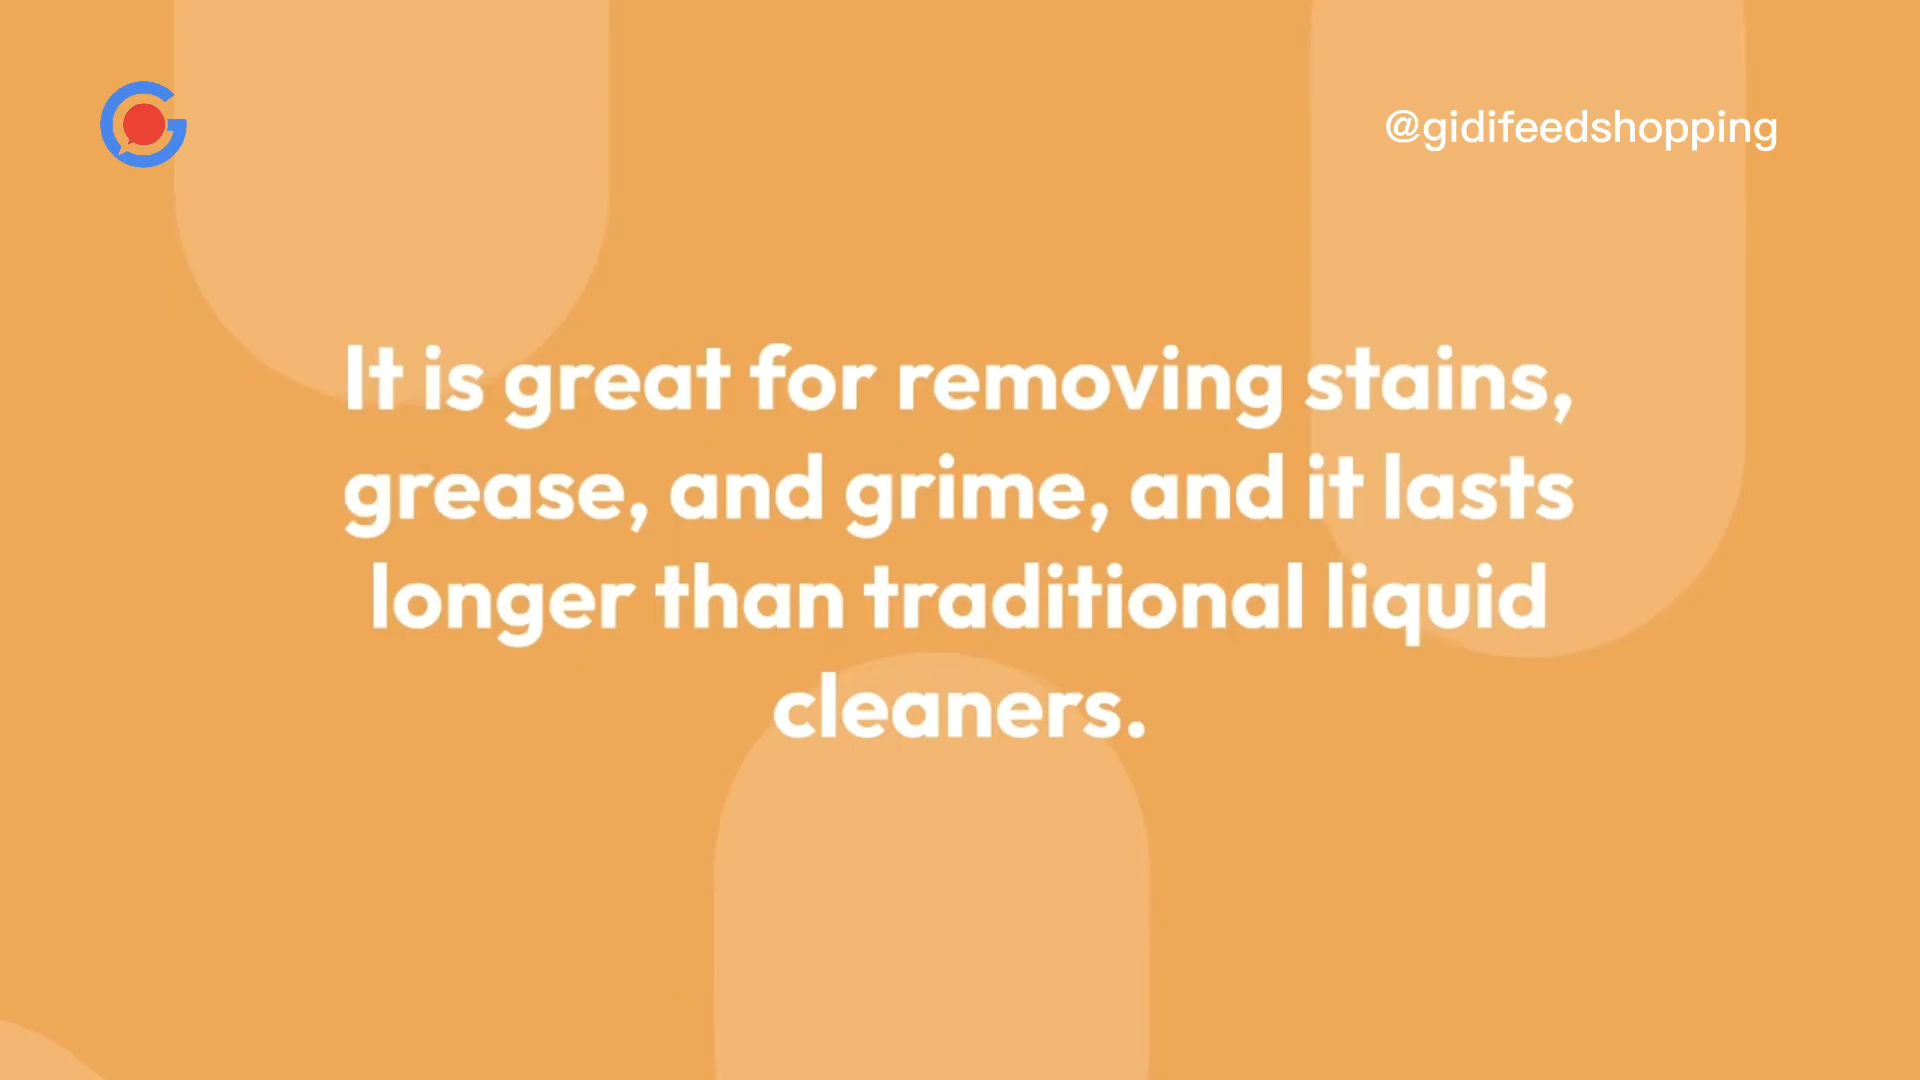 @gidifeedshopping
It is great for removing stains,
grease, and grime, and it lasts
longer than traditional liquid
cleaners.